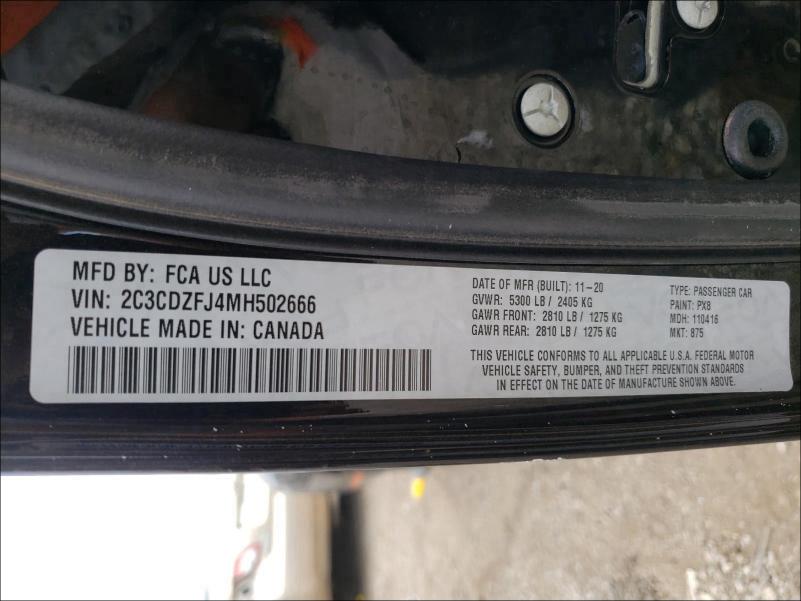 MFD BY: FCA US LLC
VIN: 2C3CDZFJ4MH502666
VEHICLE MADE IN: CANADA
DATE OF MFR (BUILT): 11-20
GVWR: 5300 LB / 2405 KG
GAWR FRONT: 2810 LB / 1275 KG
GAWR REAR: 2810 LB / 1275 KG
TYPE: PASSENGER CAR
PAINT: PX8
MDH: 110416
MKT: 875
THIS VEHICLE CONFORMS TO ALL APPLICABLE U.S.A. FEDERAL MOTOR
VEHICLE SAFETY, BUMPER, AND THEFT PREVENTION STANDARDS
IN EFFECT ON THE DATE OF MANUFACTURE SHOWN ABOVE.